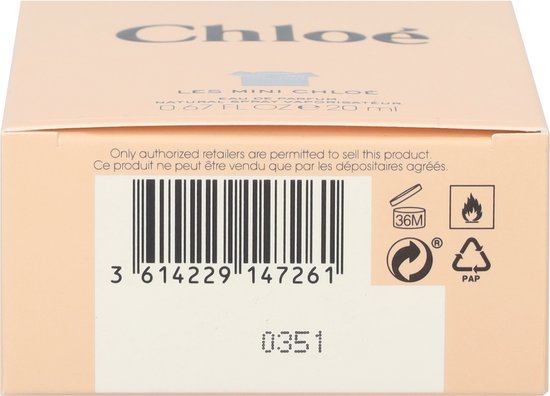 Chloé
LES MINI CHLOÉ
EAU DE PARFUM
NATURAL SPRAY VAPORISATEUR
0.67 FL.OZ e 20 ml
Only authorized retailers are permitted to sell this product.
Ce produit ne peut être vendu que par les dépositaires agréés.
36M
®
PAP
3 614229 147261
0351